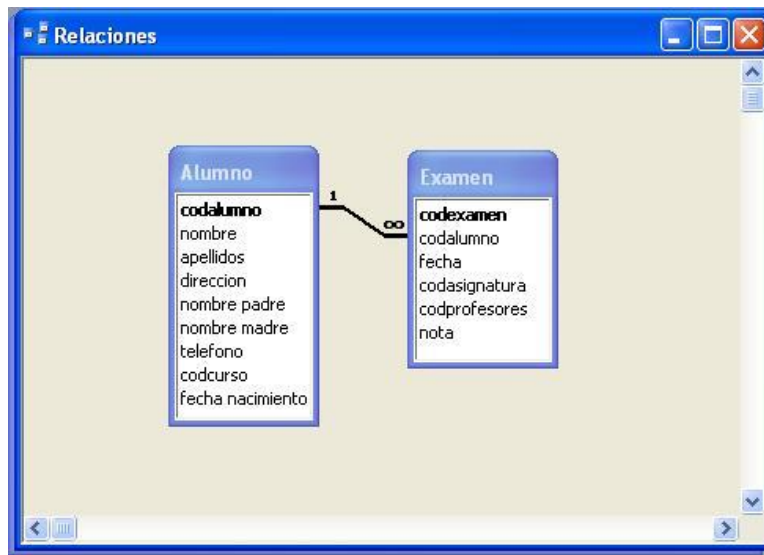 Relaciones
Alumno
codalumno
nombre
apellidos
direccion
nombre padre
nombre madre
telefono
codcurso
fecha nacimiento
1
∞
Examen
codexamen
codalumno
fecha
codasignatura
codprofesores
nota